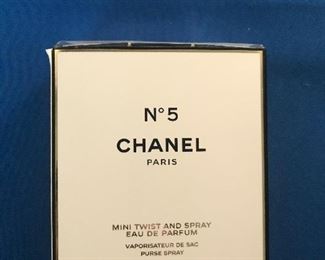 N°5
CHANEL
PARIS
MINI TWIST AND SPRAY
EAU DE PARFUM
VAPORISATEUR DE SAC
PURSE SPRAY